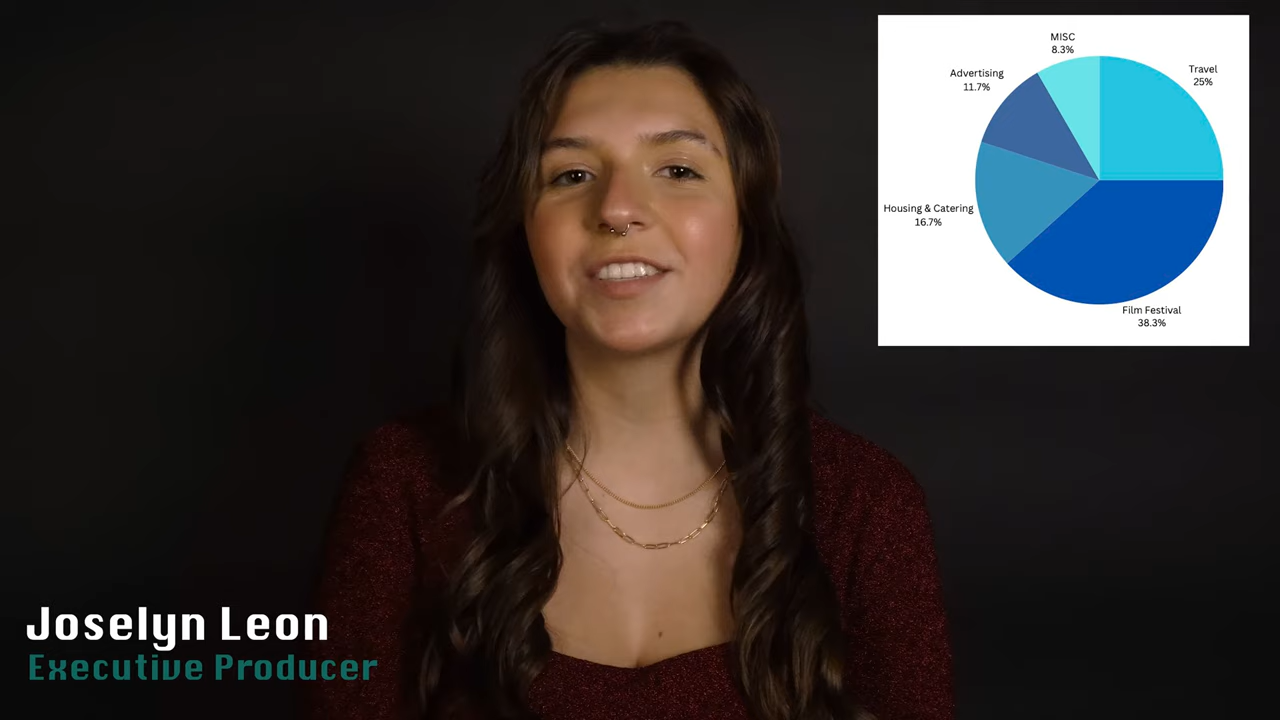 MISC
8.3%
Travel
25%
Advertising
11.7%
Housing & Catering
16.7%
Film Festival
38.3%
Joselyn Leon
Executive Producer